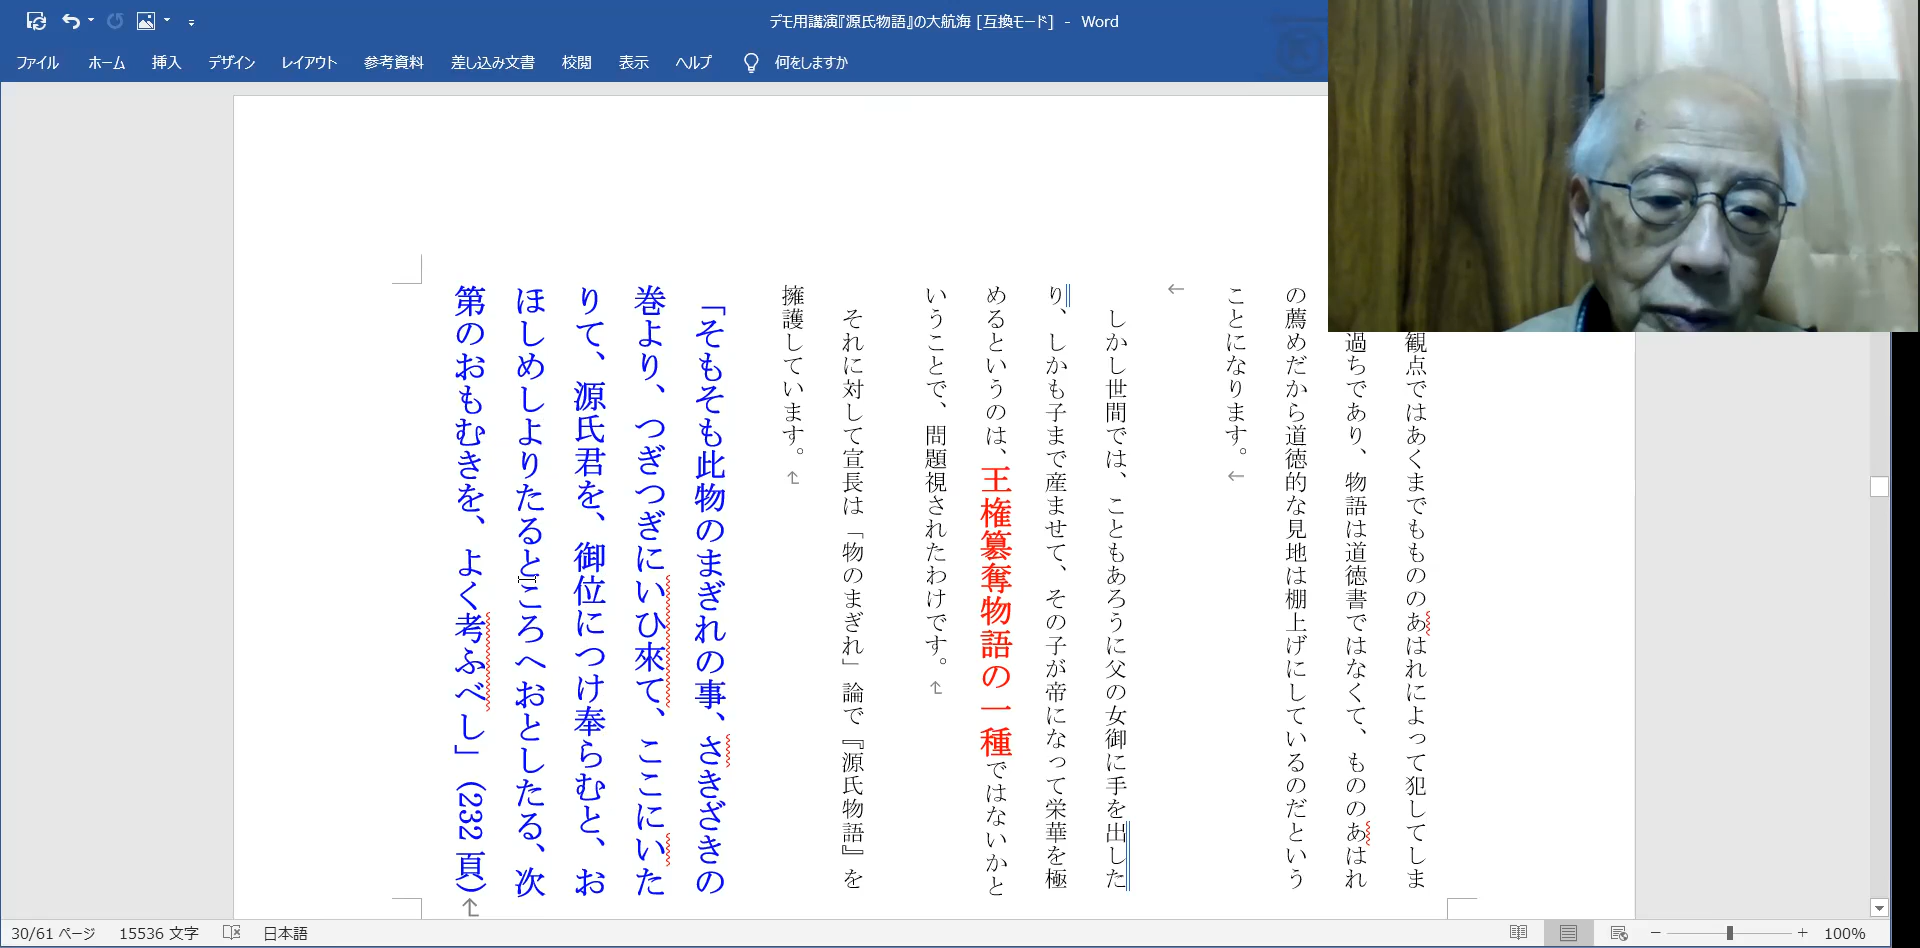 デモ用講演『源氏物語』の大航海 [互換モード] - Word
ファイル ホーム 挿入 デザイン レイアウト 参考資料 差し込み文書 校閲 表示 ヘルプ 何をしますか
観点ではあくまでももののあはれによって犯してしま
過ちであり、物語は道徳書ではなくて、もののあはれ
の薦めだから道徳的な見地は棚上げにしているのだという
ことになります。
しかし世間では、こともあろうに父の女御に手を出した
り、しかも子まで産ませて、その子が帝になって栄華を極
めるというのは、王権簒奪物語の一種ではないかと
いうことで、問題視されたわけです。
それに対して宣長は「物のまぎれ」論で『源氏物語』を
擁護しています。
「そもそも此物のまぎれの事、さきざきの
巻より、つぎつぎにいひ來て、ここにいた
りて、源氏君を、御位につけ奉らむと、お
ほしめしよりたるところへおとしたる、次
第のおもむきを、よく考ふべし」（232 頁）
30/61 ページ 15536 文字 日本語 100%